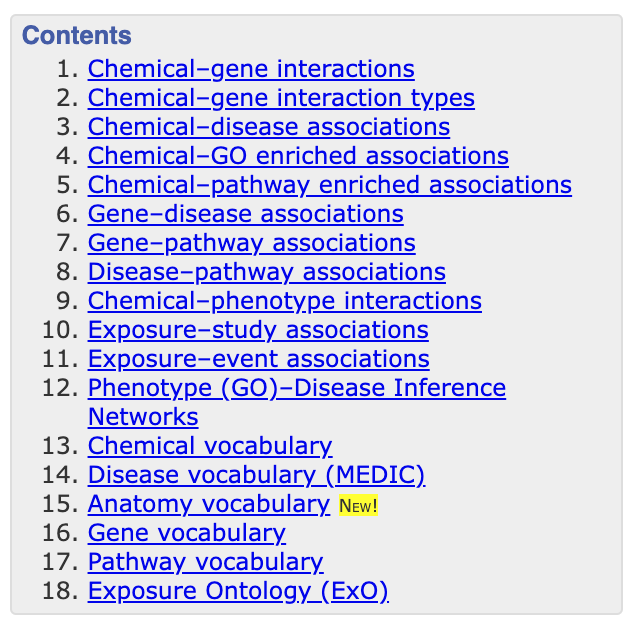 Contents
1. Chemical–gene interactions
2. Chemical–gene interaction types
3. Chemical–disease associations
4. Chemical–GO enriched associations
5. Chemical–pathway enriched associations
6. Gene–disease associations
7. Gene–pathway associations
8. Disease–pathway associations
9. Chemical–phenotype interactions
10. Exposure–study associations
11. Exposure–event associations
12. Phenotype (GO)–Disease Inference
Networks
13. Chemical vocabulary
14. Disease vocabulary (MEDIC)
15. Anatomy vocabulary New!
16. Gene vocabulary
17. Pathway vocabulary
18. Exposure Ontology (ExO)